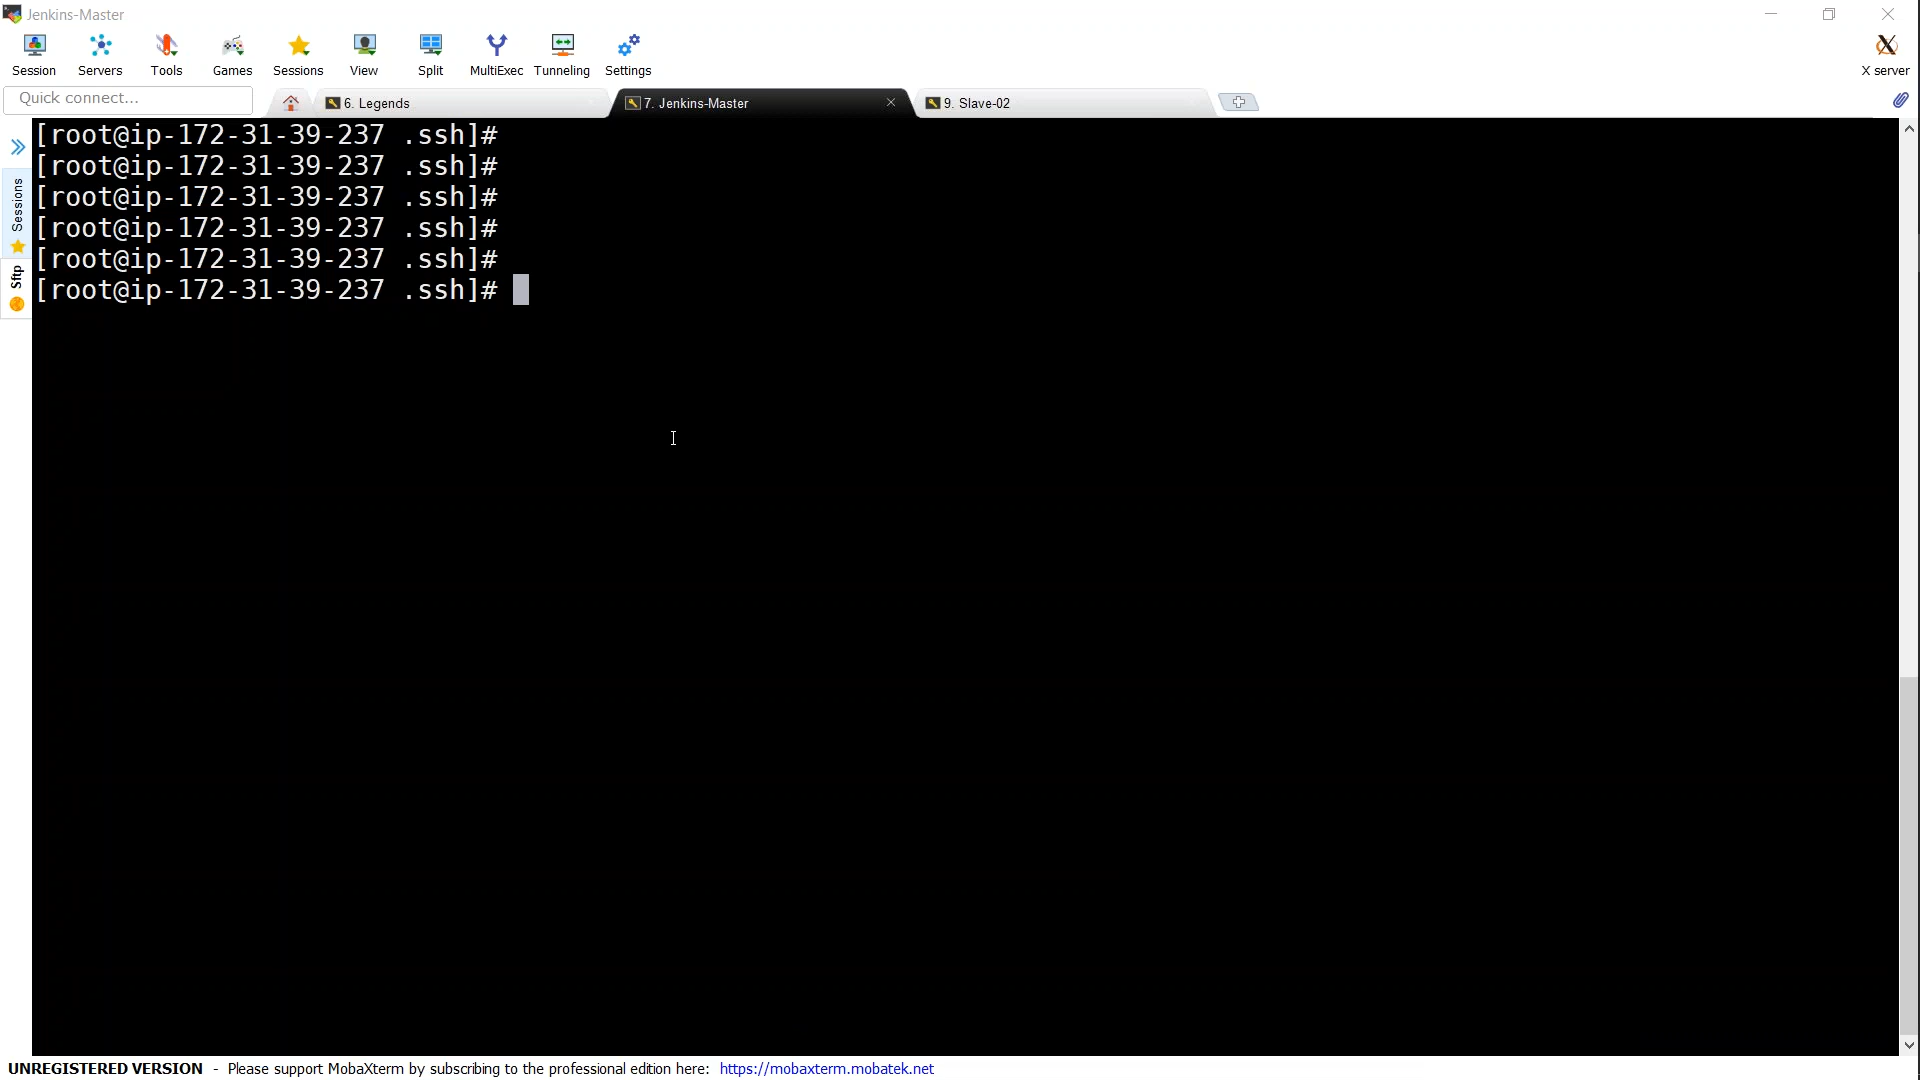 Jenkins-Master
Session Servers Tools Games Sessions View Split MultiExec Tunneling Settings X server
Quick connect... 6. Legends 7. Jenkins-Master 9. Slave-02
Sessions
Sftp
[root@ip-172-31-39-237 .ssh]#
[root@ip-172-31-39-237 .ssh]#
[root@ip-172-31-39-237 .ssh]#
[root@ip-172-31-39-237 .ssh]#
[root@ip-172-31-39-237 .ssh]#
[root@ip-172-31-39-237 .ssh]#
UNREGISTERED VERSION - Please support MobaXterm by subscribing to the professional edition here: https://mobaxterm.mobatek.net